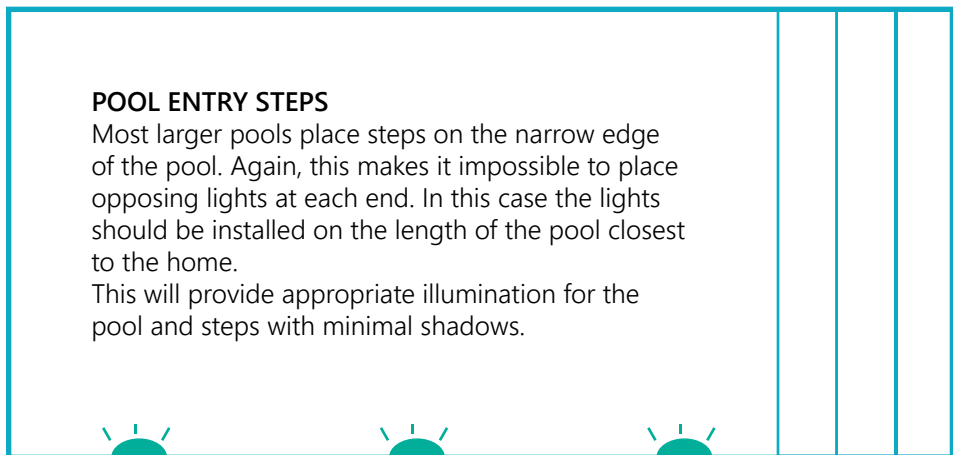 POOL ENTRY STEPS
Most larger pools place steps on the narrow edge
of the pool. Again, this makes it impossible to place
opposing lights at each end. In this case the lights
should be installed on the length of the pool closest
to the home.
This will provide appropriate illumination for the
pool and steps with minimal shadows.